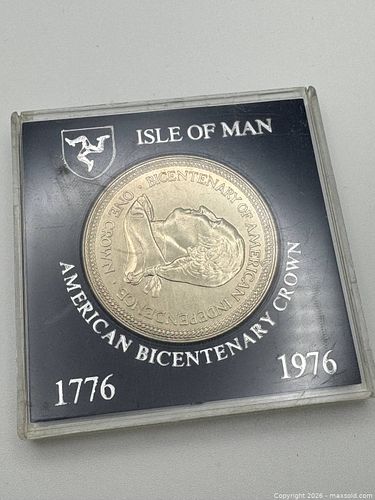 ISLE OF MAN
BICENTENARY OF AMERICAN INDEPENDENCE · ONE CROWN ·
AMERICAN BICENTENARY CROWN
1776
1976
Copyright 2026 - maxsold.com